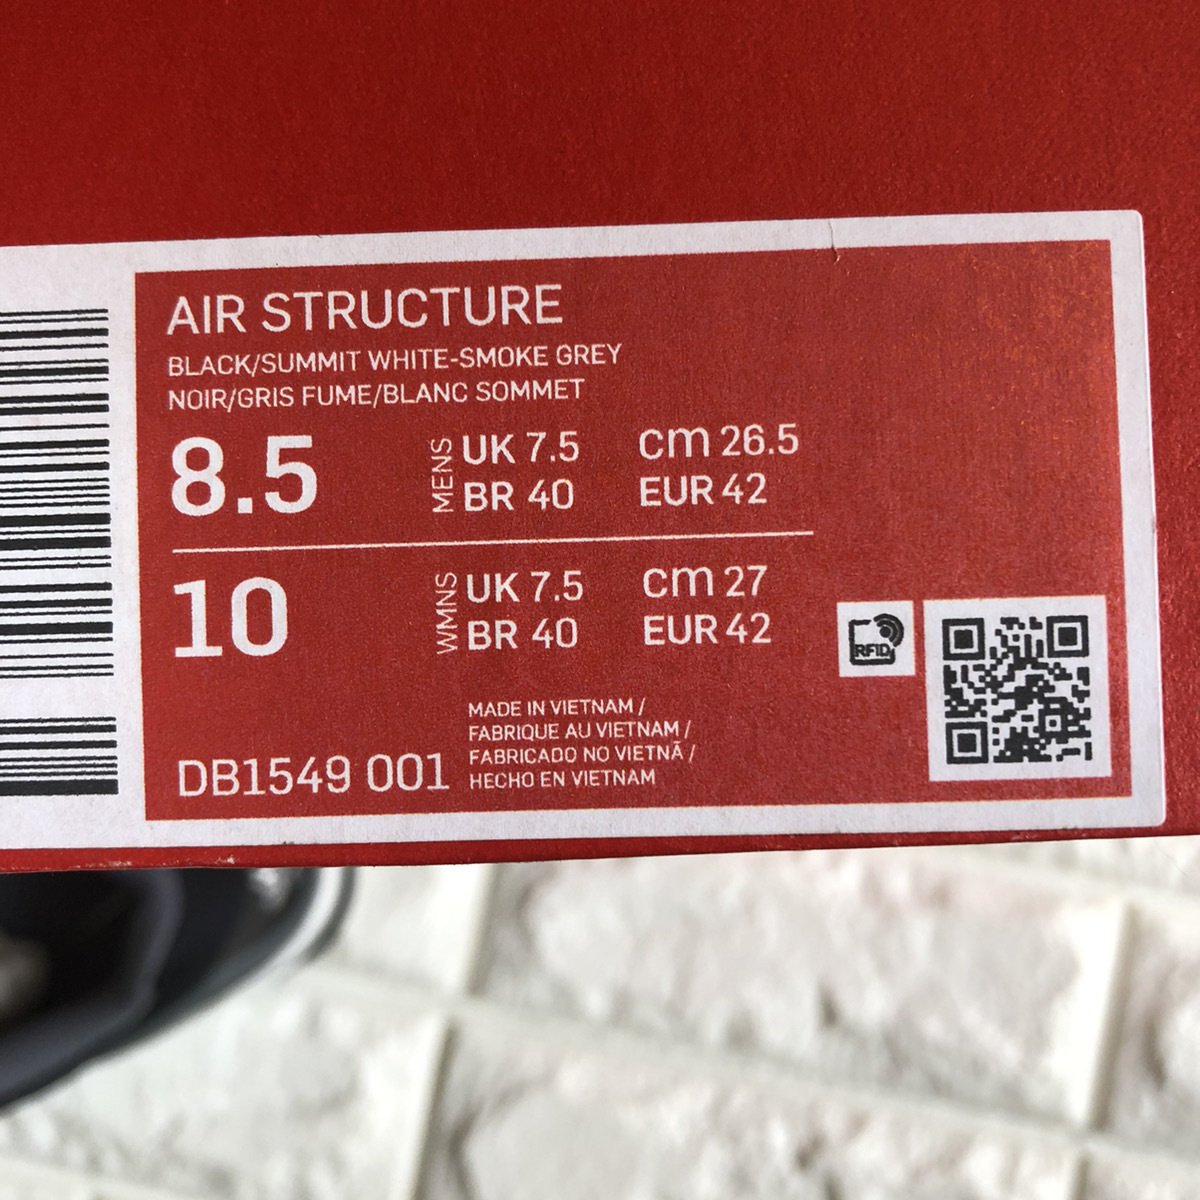 AIR STRUCTURE
BLACK/SUMMIT WHITE-SMOKE GREY
NOIR/GRIS FUME/BLANC SOMMET
8.5 MENS UK 7.5 cm 26.5
BR 40 EUR 42
10 WMNS UK 7.5 cm 27
BR 40 EUR 42
RFID
MADE IN VIETNAM /
FABRIQUE AU VIETNAM /
FABRICADO NO VIETNÃ /
HECHO EN VIETNAM
DB1549 001